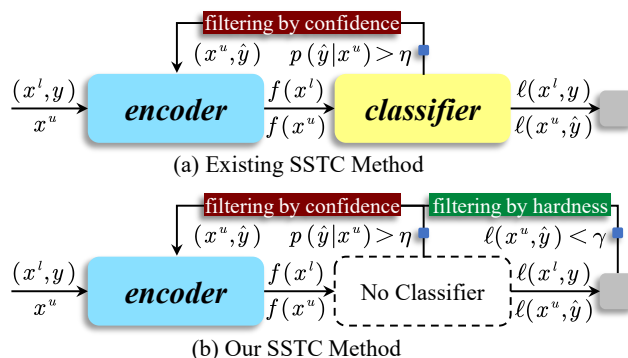 filtering by confidence
(x^u, ŷ) p(ŷ|x^u) > η
(x^l, y) encoder f(x^l) classifier ℓ(x^l, y)
x^u f(x^u) ℓ(x^u, ŷ)
(a) Existing SSTC Method
filtering by confidence filtering by hardness
(x^u, ŷ) p(ŷ|x^u) > η ℓ(x^u, ŷ) < γ
(x^l, y) encoder f(x^l) No Classifier ℓ(x^l, y)
x^u f(x^u) ℓ(x^u, ŷ)
(b) Our SSTC Method